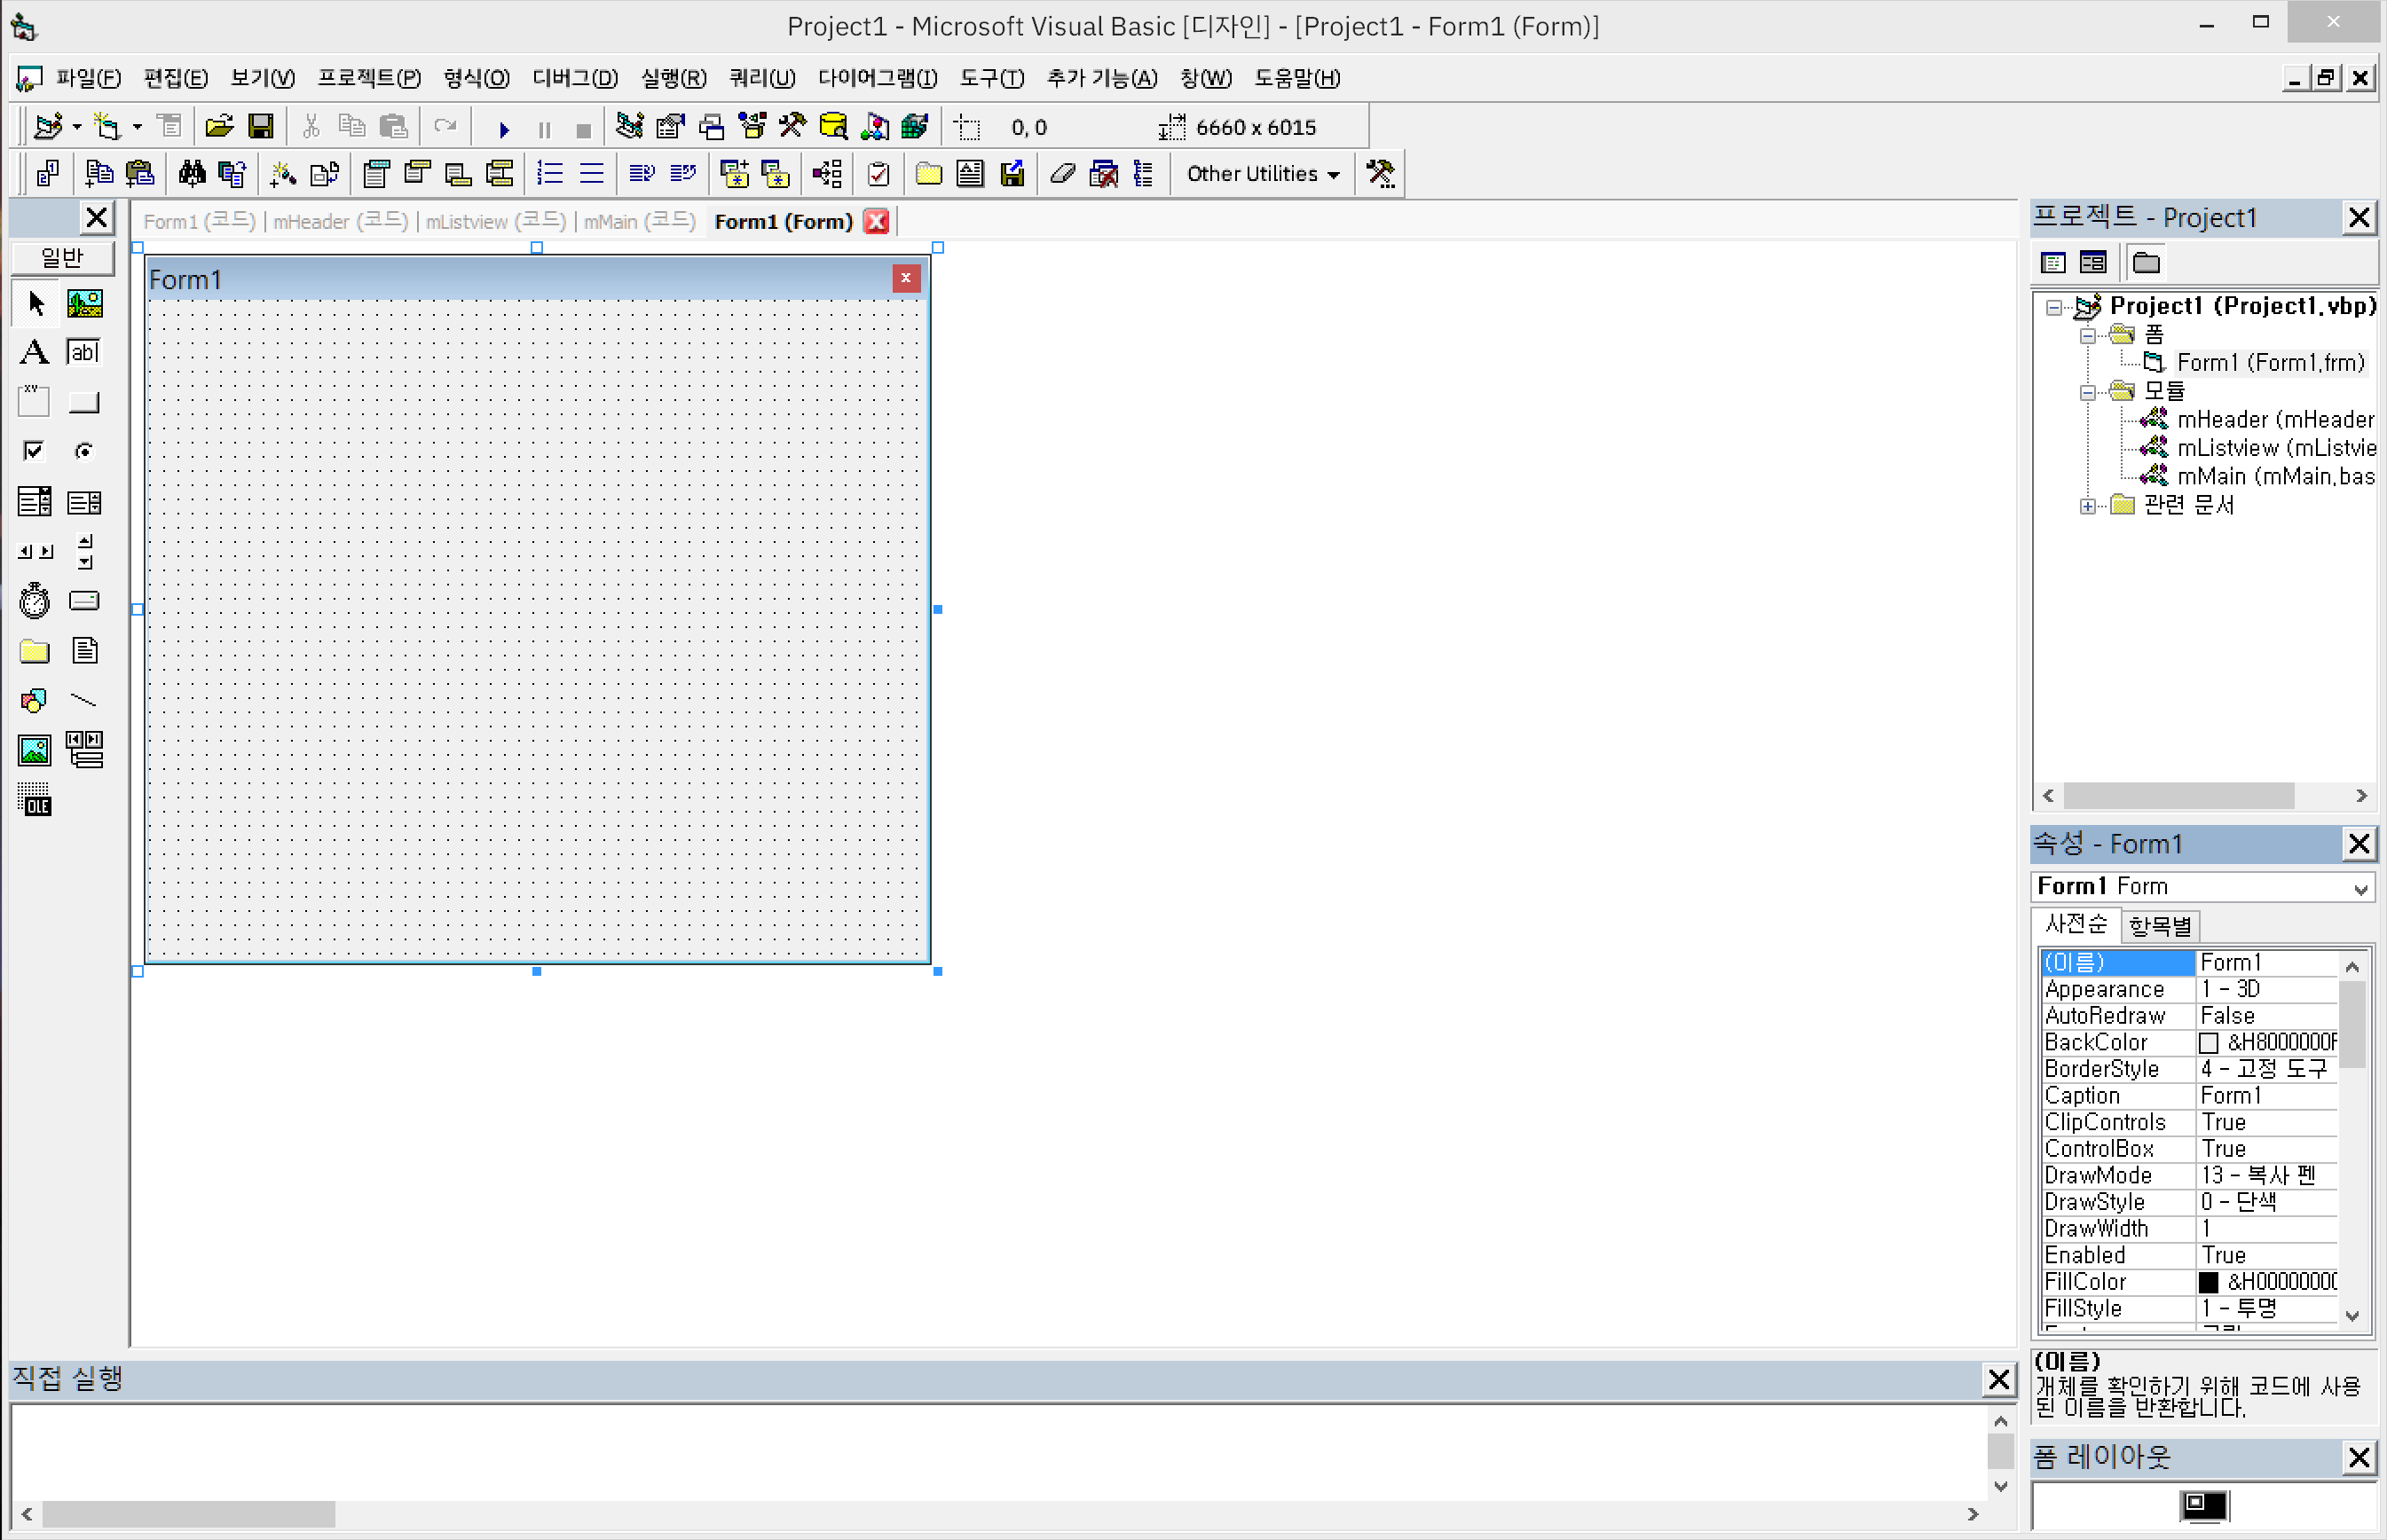 Project1 - Microsoft Visual Basic [디자인] - [Project1 - Form1 (Form)]
파일(F) 편집(E) 보기(V) 프로젝트(P) 형식(O) 디버그(D) 실행(R) 쿼리(U) 다이어그램(I) 도구(T) 추가 기능(A) 창(W) 도움말(H)
0, 0 6660 x 6015
Other Utilities
일반
A ab
XY
OLE
Form1 (코드) | mHeader (코드) | mListview (코드) | mMain (코드) Form1 (Form)
Form1
프로젝트 - Project1
Project1 (Project1.vbp)
폼
Form1 (Form1.frm)
모듈
mHeader (mHeader
mListview (mListvie
mMain (mMain.bas
관련 문서
속성 - Form1
Form1 Form
사전순 항목별
(이름) Form1
Appearance 1 - 3D
AutoRedraw False
BackColor &H8000000F
BorderStyle 4 - 고정 도구
Caption Form1
ClipControls True
ControlBox True
DrawMode 13 - 복사 펜
DrawStyle 0 - 단색
DrawWidth 1
Enabled True
FillColor &H0000000
FillStyle 1 - 투명
(이름)
개체를 확인하기 위해 코드에 사용
된 이름을 반환합니다.
폼 레이아웃
직접 실행